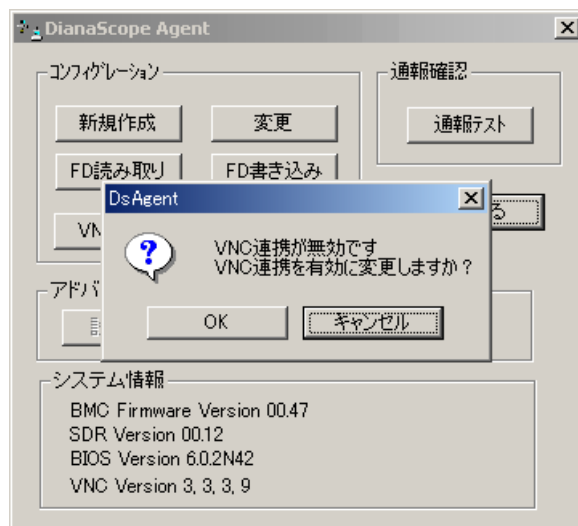 DianaScope Agent
コンフィグレーション
通報確認
新規作成
変更
通報テスト
FD読み取り
FD書き込み
DsAgent
VNC連携が無効です
VNC連携を有効に変更しますか？
OK
キャンセル
システム情報
BMC Firmware Version 00.47
SDR Version 00.12
BIOS Version 6.0.2N42
VNC Version 3, 3, 3, 9